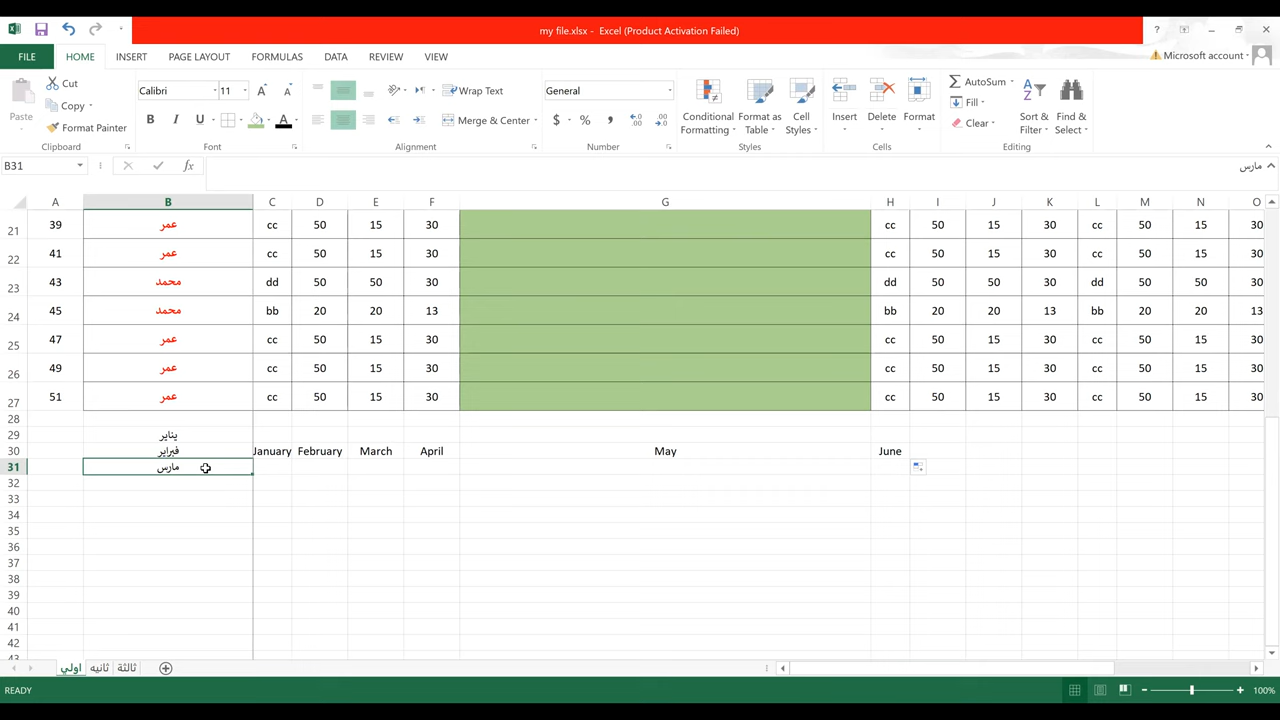 my file.xlsx - Excel (Product Activation Failed)
FILE HOME INSERT PAGE LAYOUT FORMULAS DATA REVIEW VIEW Microsoft account
Cut
Copy
Format Painter
Paste
Clipboard
Calibri
B I U A
Font
Wrap Text
Merge & Center
Alignment
General
$ % ,
Number
Conditional Formatting
Format as Table
Cell Styles
Styles
Insert
Delete
Format
Cells
AutoSum
Fill
Clear
Sort & Filter
Find & Select
Editing
B31 fx مارس
A B C D E F G H I J K L M N O
21 39 عمر cc 50 15 30 cc 50 15 30 cc 50 15 30
22 41 عمر cc 50 15 30 cc 50 15 30 cc 50 15 30
23 43 محمد dd 50 50 30 dd 50 50 30 dd 50 50 30
24 45 محمد bb 20 20 13 bb 20 20 13 bb 20 20 13
25 47 عمر cc 50 15 30 cc 50 15 30 cc 50 15 30
26 49 عمر cc 50 15 30 cc 50 15 30 cc 50 15 30
27 51 عمر cc 50 15 30 cc 50 15 30 cc 50 15 30
28
29 يناير
30 فبراير January February March April May June
31 مارس
32
33
34
35
36
37
38
39
40
41
42
43
اولي ثانيه ثالثة
READY 100%